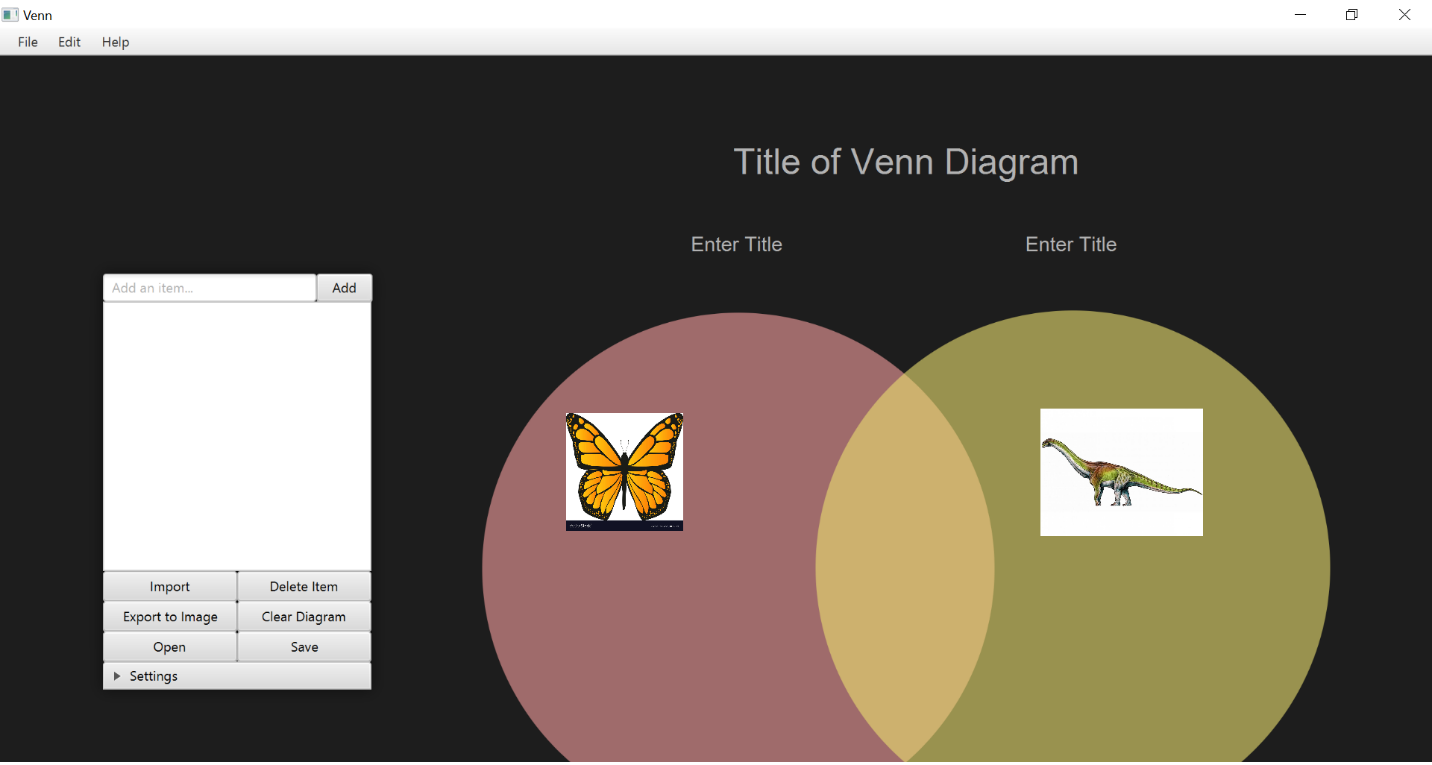 Venn
File Edit Help
Title of Venn Diagram
Enter Title Enter Title
Add an item... Add
Import Delete Item
Export to Image Clear Diagram
Open Save
Settings